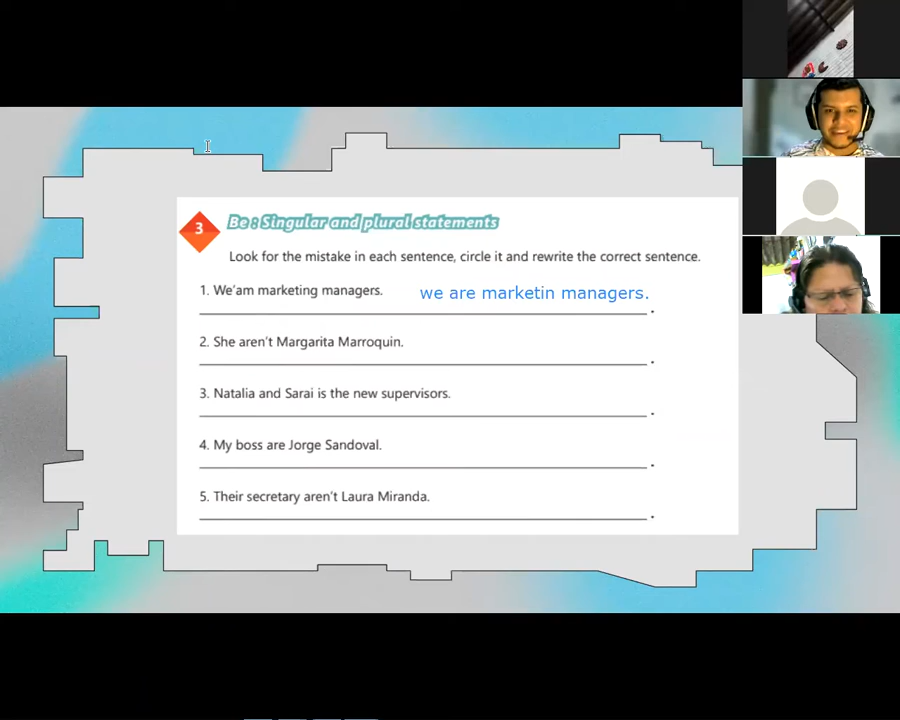 3
Be : Singular and plural statements
Look for the mistake in each sentence, circle it and rewrite the correct sentence.
1. We'am marketing managers.
we are marketin managers.
2. She aren't Margarita Marroquin.
3. Natalia and Sarai is the new supervisors.
4. My boss are Jorge Sandoval.
5. Their secretary aren't Laura Miranda.